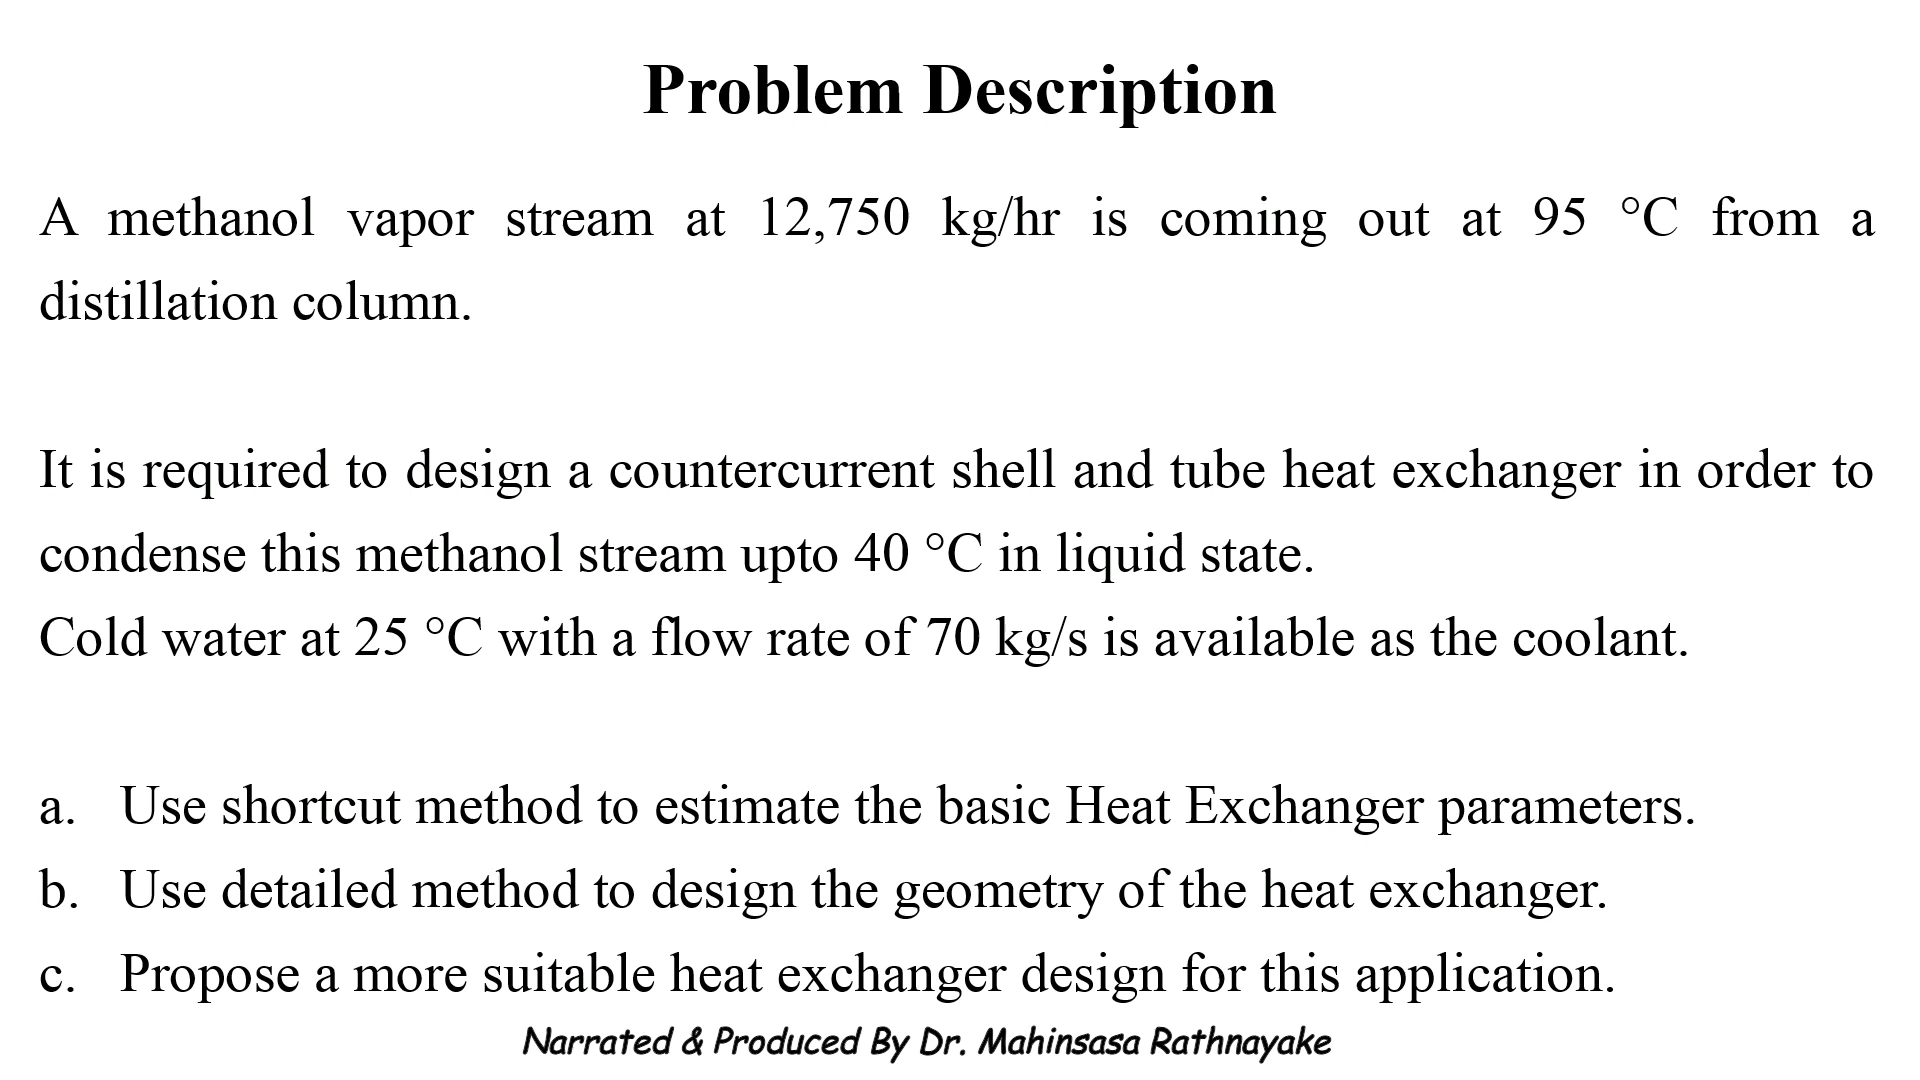 Problem Description
A methanol vapor stream at 12,750 kg/hr is coming out at 95 °C from a
distillation column.
It is required to design a countercurrent shell and tube heat exchanger in order to
condense this methanol stream upto 40 °C in liquid state.
Cold water at 25 °C with a flow rate of 70 kg/s is available as the coolant.
a. Use shortcut method to estimate the basic Heat Exchanger parameters.
b. Use detailed method to design the geometry of the heat exchanger.
c. Propose a more suitable heat exchanger design for this application.
Narrated & Produced By Dr. Mahinsasa Rathnayake